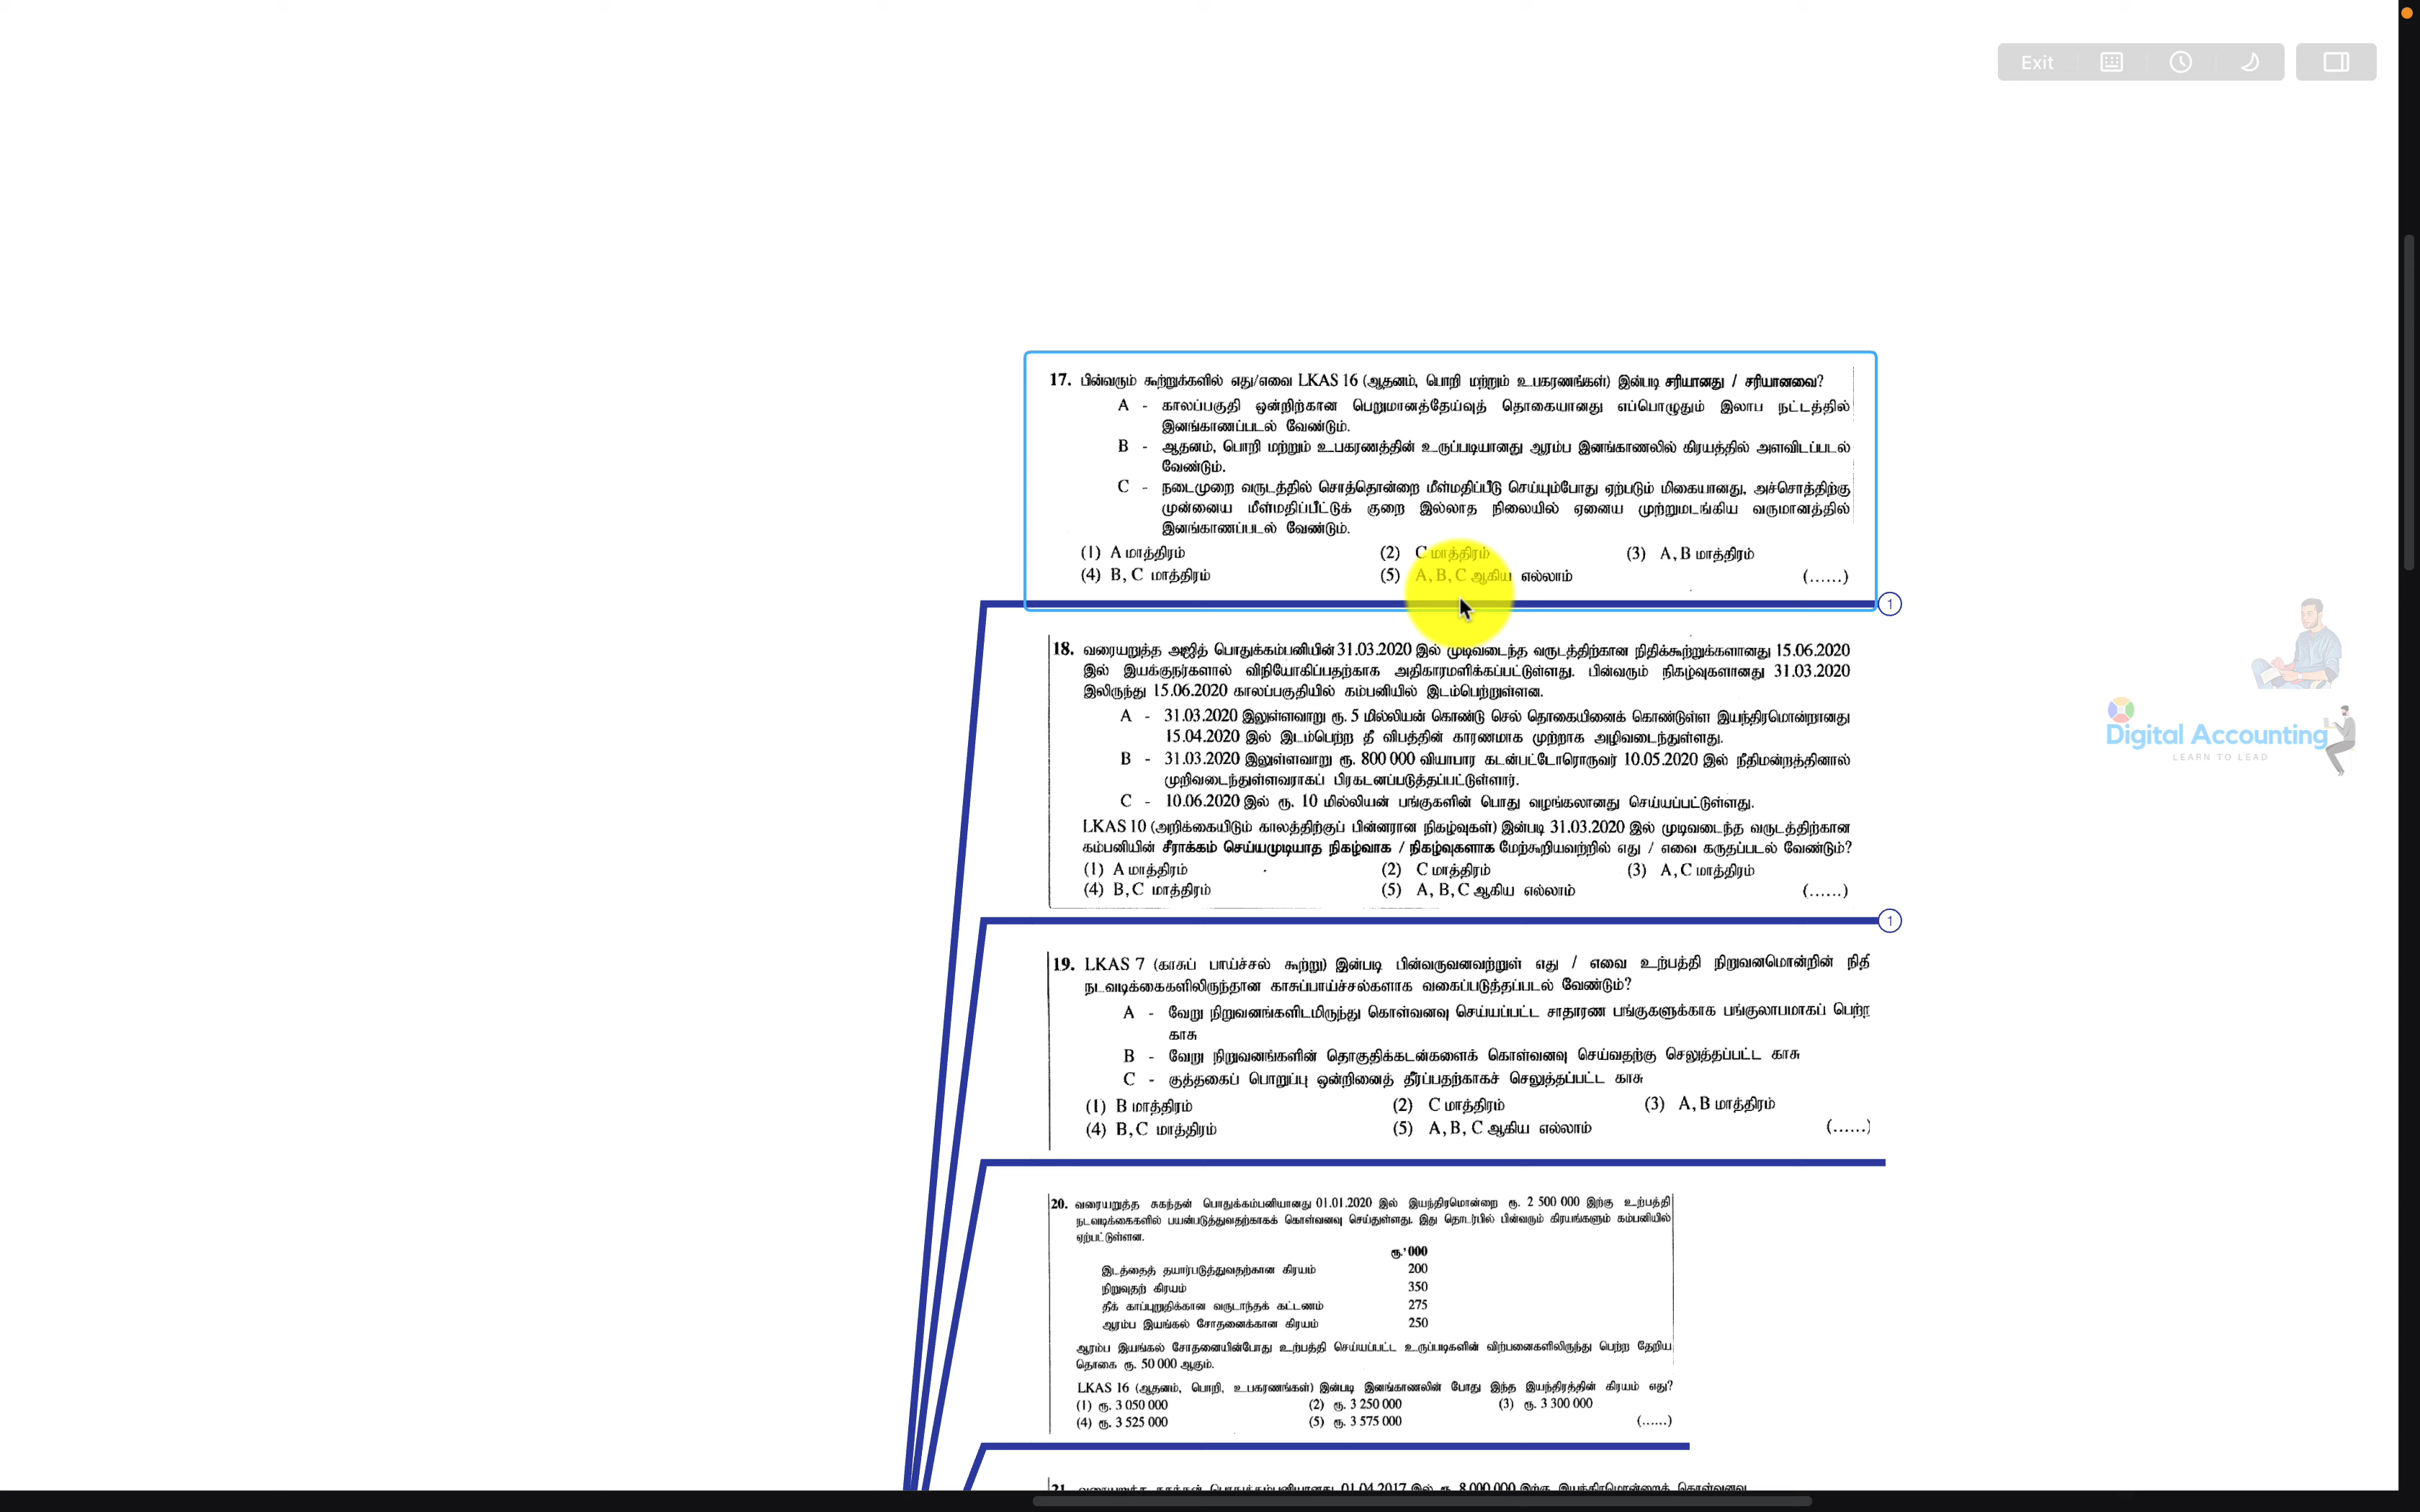 Exit
17. பின்வரும் கூற்றுக்களில் எது/எவை LKAS 16 (ஆதனம், பொறி மற்றும் உபகரணங்கள்) இன்படி சரியானது / சரியானவை?
A - காலப்பகுதி ஒன்றிற்கான பெறுமானத்தேய்வுத் தொகையானது எப்பொழுதும் இலாப நட்டத்தில்
இனங்காணப்படல் வேண்டும்.
B - ஆதனம், பொறி மற்றும் உபகரணத்தின் உருப்படியானது ஆரம்ப இனங்காணலில் கிரயத்தில் அளவிடப்படல்
வேண்டும்.
C - நடைமுறை வருடத்தில் சொத்தொன்றை மீள்மதிப்பீடு செய்யும்போது ஏற்படும் மிகையானது, அச்சொத்திற்கு
முன்னைய மீள்மதிப்பீட்டுக் குறை இல்லாத நிலையில் ஏனைய முற்றுமடங்கிய வருமானத்தில்
இனங்காணப்படல் வேண்டும்.
(1) A மாத்திரம் (2) C மாத்திரம் (3) A, B மாத்திரம்
(4) B, C மாத்திரம் (5) A, B, C ஆகிய எல்லாம் (......)
1
18. வரையறுத்த அஜித் பொதுக்கம்பனியின் 31.03.2020 இல் முடிவடைந்த வருடத்திற்கான நிதிக்கூற்றுக்களானது 15.06.2020
இல் இயக்குநர்களால் விநியோகிப்பதற்காக அதிகாரமளிக்கப்பட்டுள்ளது. பின்வரும் நிகழ்வுகளானது 31.03.2020
இலிருந்து 15.06.2020 காலப்பகுதியில் கம்பனியில் இடம்பெற்றுள்ளன.
A - 31.03.2020 இலுள்ளவாறு ரூ. 5 மில்லியன் கொண்டு செல் தொகையினைக் கொண்டுள்ள இயந்திரமொன்றானது
15.04.2020 இல் இடம்பெற்ற தீ விபத்தின் காரணமாக முற்றாக அழிவடைந்துள்ளது.
B - 31.03.2020 இலுள்ளவாறு ரூ. 800 000 வியாபார கடன்பட்டோரொருவர் 10.05.2020 இல் நீதிமன்றத்தினால்
முறிவடைந்துள்ளவராகப் பிரகடனப்படுத்தப்பட்டுள்ளார்.
C - 10.06.2020 இல் ரூ. 10 மில்லியன் பங்குகளின் பொது வழங்கலானது செய்யப்பட்டுள்ளது.
LKAS 10 (அறிக்கையிடும் காலத்திற்குப் பின்னரான நிகழ்வுகள்) இன்படி 31.03.2020 இல் முடிவடைந்த வருடத்திற்கான
கம்பனியின் சீராக்கம் செய்யமுடியாத நிகழ்வாக / நிகழ்வுகளாக மேற்கூறியவற்றில் எது / எவை கருதப்படல் வேண்டும்?
(1) A மாத்திரம் (2) C மாத்திரம் (3) A, C மாத்திரம்
(4) B, C மாத்திரம் (5) A, B, C ஆகிய எல்லாம் (......)
1
19. LKAS 7 (காசுப் பாய்ச்சல் கூற்று) இன்படி பின்வருவனவற்றுள் எது / எவை உற்பத்தி நிறுவனமொன்றின் நிதி
நடவடிக்கைகளிலிருந்தான காசுப்பாய்ச்சல்களாக வகைப்படுத்தப்படல் வேண்டும்?
A - வேறு நிறுவனங்களிடமிருந்து கொள்வனவு செய்யப்பட்ட சாதாரண பங்குகளுக்காக பங்குலாபமாகப் பெற்ற
காசு
B - வேறு நிறுவனங்களின் தொகுதிக்கடன்களைக் கொள்வனவு செய்வதற்கு செலுத்தப்பட்ட காசு
C - குத்தகைப் பொறுப்பு ஒன்றினைத் தீர்ப்பதற்காகச் செலுத்தப்பட்ட காசு
(1) B மாத்திரம் (2) C மாத்திரம் (3) A, B மாத்திரம்
(4) B, C மாத்திரம் (5) A, B, C ஆகிய எல்லாம் (......)
20. வரையறுத்த சுகந்தன் பொதுக்கம்பனியானது 01.01.2020 இல் இயந்திரமொன்றை ரூ. 2 500 000 இற்கு உற்பத்தி
நடவடிக்கைகளில் பயன்படுத்துவதற்காகக் கொள்வனவு செய்துள்ளது. இது தொடர்பில் பின்வரும் கிரயங்களும் கம்பனியில்
ஏற்பட்டுள்ளன.
ரூ.'000
இடத்தைத் தயார்படுத்துவதற்கான கிரயம் 200
நிறுவுதற் கிரயம் 350
தீக் காப்புறுதிக்கான வருடாந்தக் கட்டணம் 275
ஆரம்ப இயங்கல் சோதனைக்கான கிரயம் 250
ஆரம்ப இயங்கல் சோதனையின்போது உற்பத்தி செய்யப்பட்ட உருப்படிகளின் விற்பனைகளிலிருந்து பெற்ற தேறிய
தொகை ரூ. 50 000 ஆகும்.
LKAS 16 (ஆதனம், பொறி, உபகரணங்கள்) இன்படி இனங்காணலின் போது இந்த இயந்திரத்தின் கிரயம் எது?
(1) ரூ. 3 050 000 (2) ரூ. 3 250 000 (3) ரூ. 3 300 000
(4) ரூ. 3 525 000 (5) ரூ. 3 575 000 (......)
Digital Accounting
LEARN TO LEAD